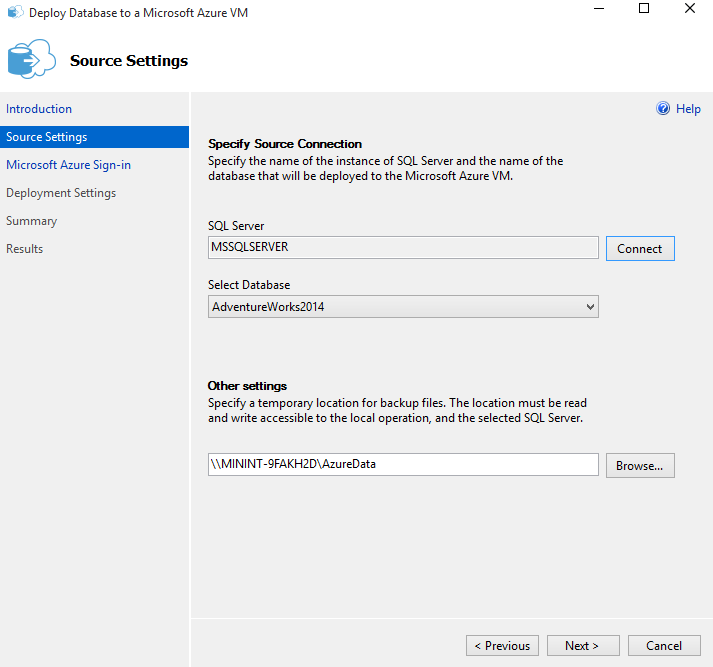 Deploy Database to a Microsoft Azure VM
Source Settings
Introduction
Source Settings
Microsoft Azure Sign-in
Deployment Settings
Summary
Results
Help
Specify Source Connection
Specify the name of the instance of SQL Server and the name of the
database that will be deployed to the Microsoft Azure VM.
SQL Server
MSSQLSERVER
Connect
Select Database
AdventureWorks2014
Other settings
Specify a temporary location for backup files. The location must be read
and write accessible to the local operation, and the selected SQL Server.
\\MININT-9FAKH2D\AzureData
Browse...
< Previous
Next >
Cancel